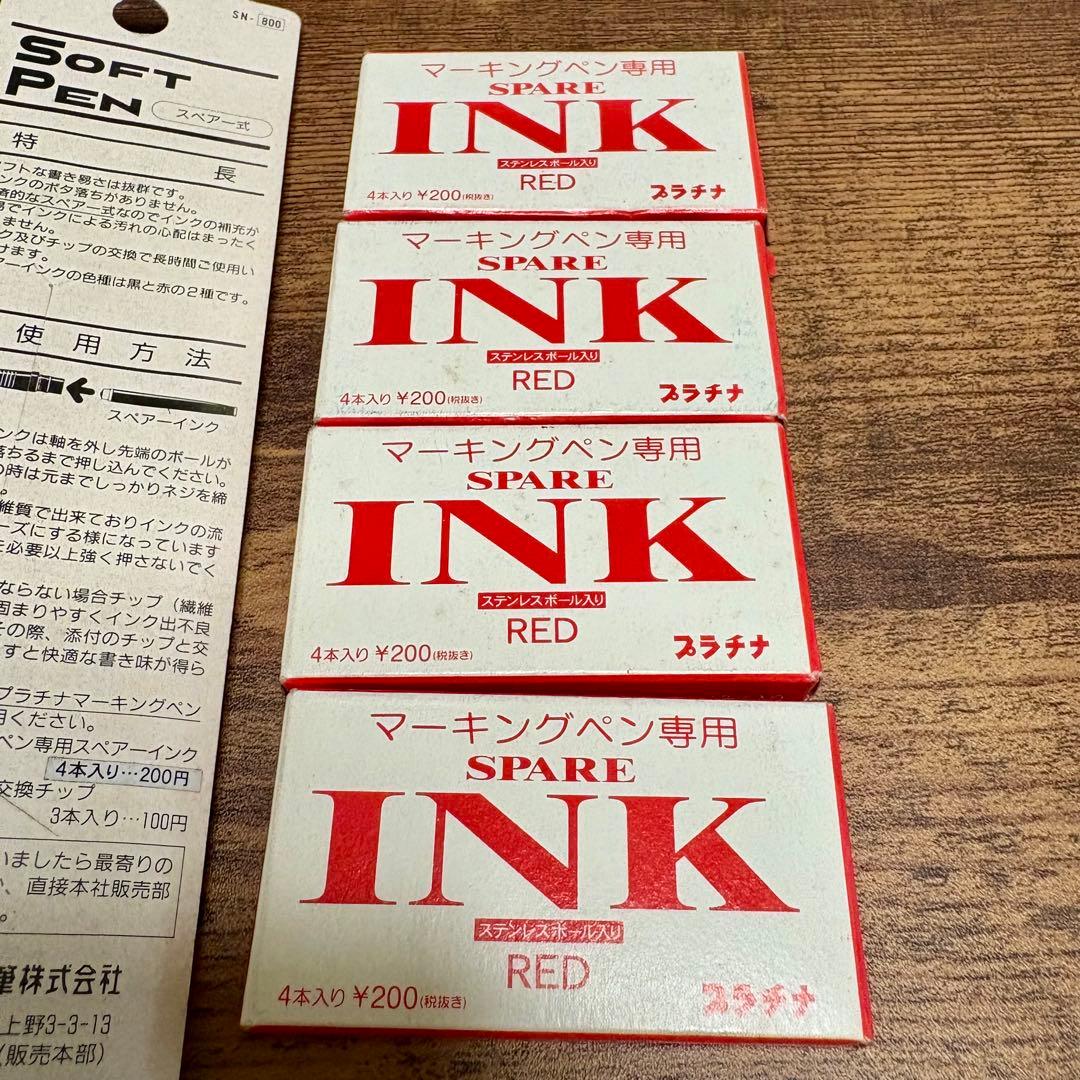 SN-800
SOFT
PEN
スペアー式
特 長
フトな書き易さは抜群です。
ンクのボタ落ちがありません。
済的なスペアー式なのでインクの補充が
易でインクによる汚れの心配はまったく
ません。
ク及びチップの交換で長時間ご使用い
けます。
アーインクの色種は黒と赤の2種です。
使用方法
スペアーインク
ンクは軸を外し先端のボールが
落ちるまで押し込んでください。
の時は元までしっかりネジを締
。
維質で出来ておりインクの流
ーズにする様になっています
を必要以上強く押さないでく
ならない場合チップ（繊維
固まりやすくインク出不良
その際、添付のチップと交
すと快適な書き味が得ら
プラチナマーキングペン
用ください。
ペン専用スペアーインク
4本入り…200円
交換チップ
3本入り…100円
いましたら最寄りの
、直接本社販売部
。
筆株式会社
上野3-3-13
（販売本部）
マーキングペン専用
SPARE
INK
ステンレスボール入り
RED
4本入り ¥200(税抜き)
プラチナ
マーキングペン専用
SPARE
INK
ステンレスボール入り
RED
4本入り ¥200(税抜き)
プラチナ
マーキングペン専用
SPARE
INK
ステンレスボール入り
RED
4本入り ¥200(税抜き)
プラチナ
マーキングペン専用
SPARE
INK
ステンレスボール入り
RED
4本入り ¥200(税抜き)
プラチナ